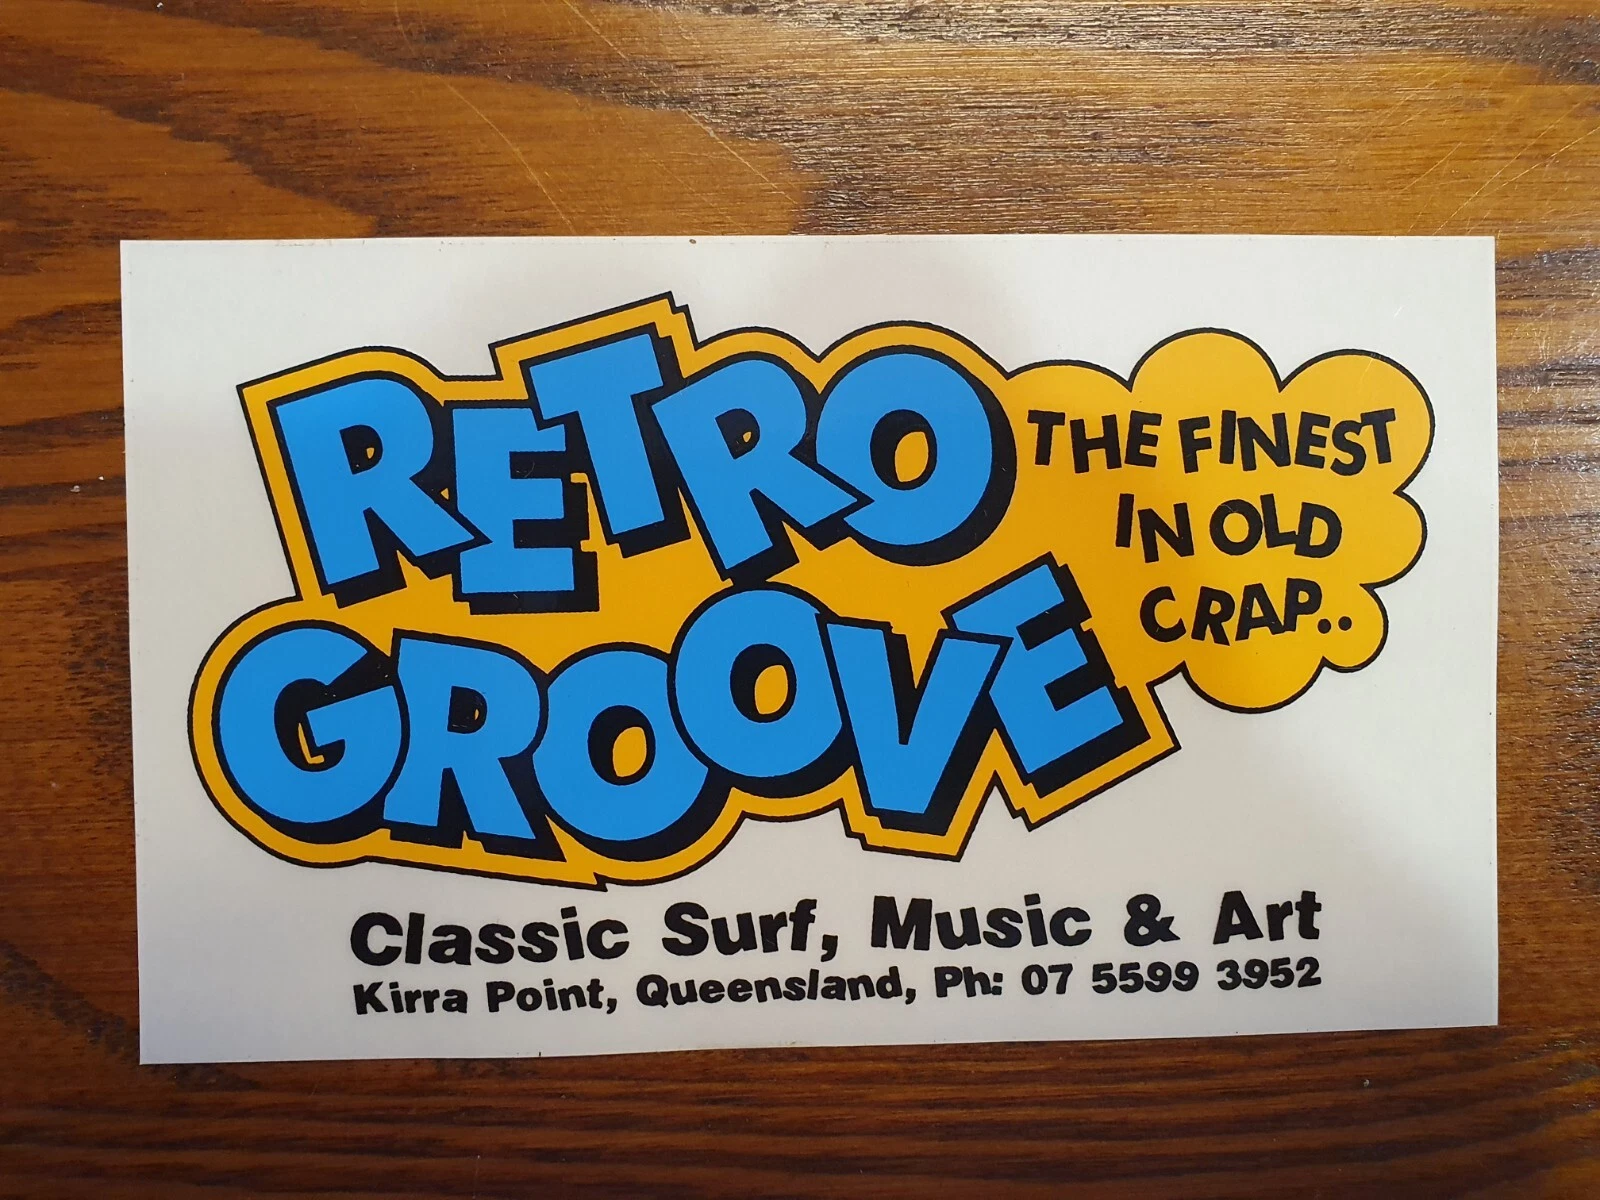 RETRO
GROOVE
THE FINEST
IN OLD
CRAP..
Classic Surf, Music & Art
Kirra Point, Queensland, Ph: 07 5599 3952